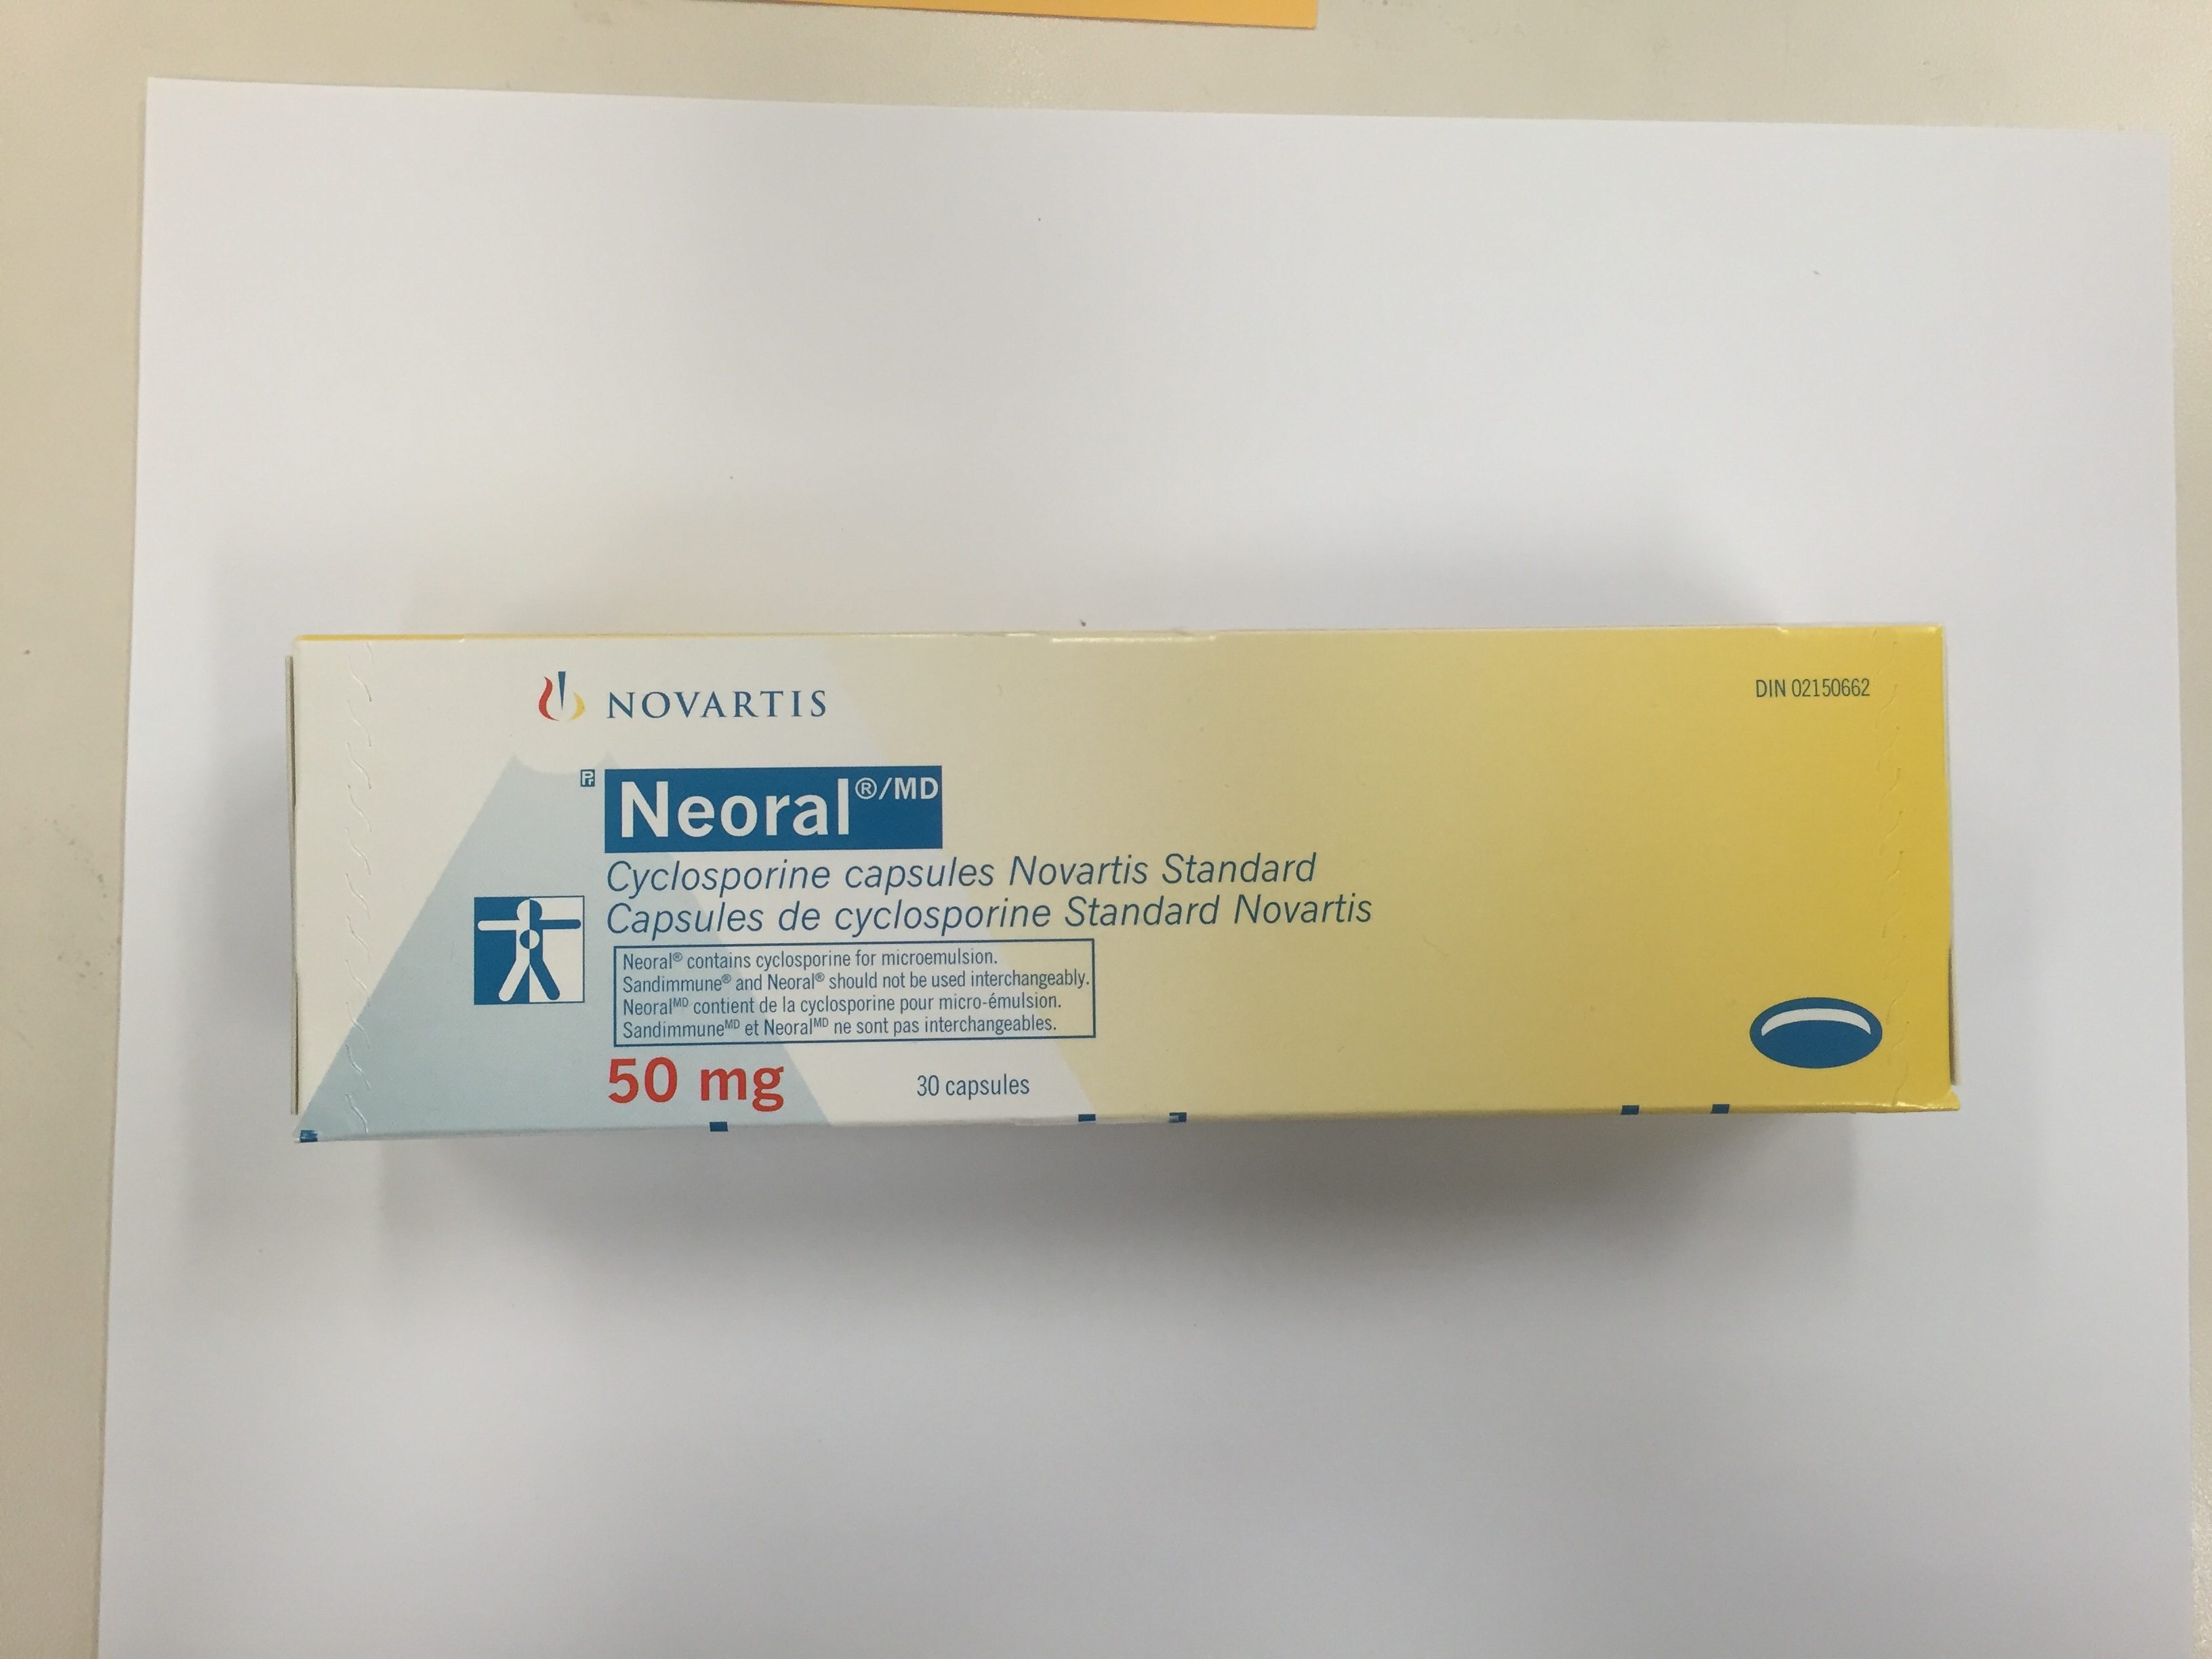 NOVARTIS
DIN 02150662
Pr
Neoral®/MD
Cyclosporine capsules Novartis Standard
Capsules de cyclosporine Standard Novartis
Neoral® contains cyclosporine for microemulsion.
Sandimmune® and Neoral® should not be used interchangeably.
Neoralᴹᴰ contient de la cyclosporine pour micro-émulsion.
Sandimmuneᴹᴰ et Neoralᴹᴰ ne sont pas interchangeables.
50 mg 30 capsules